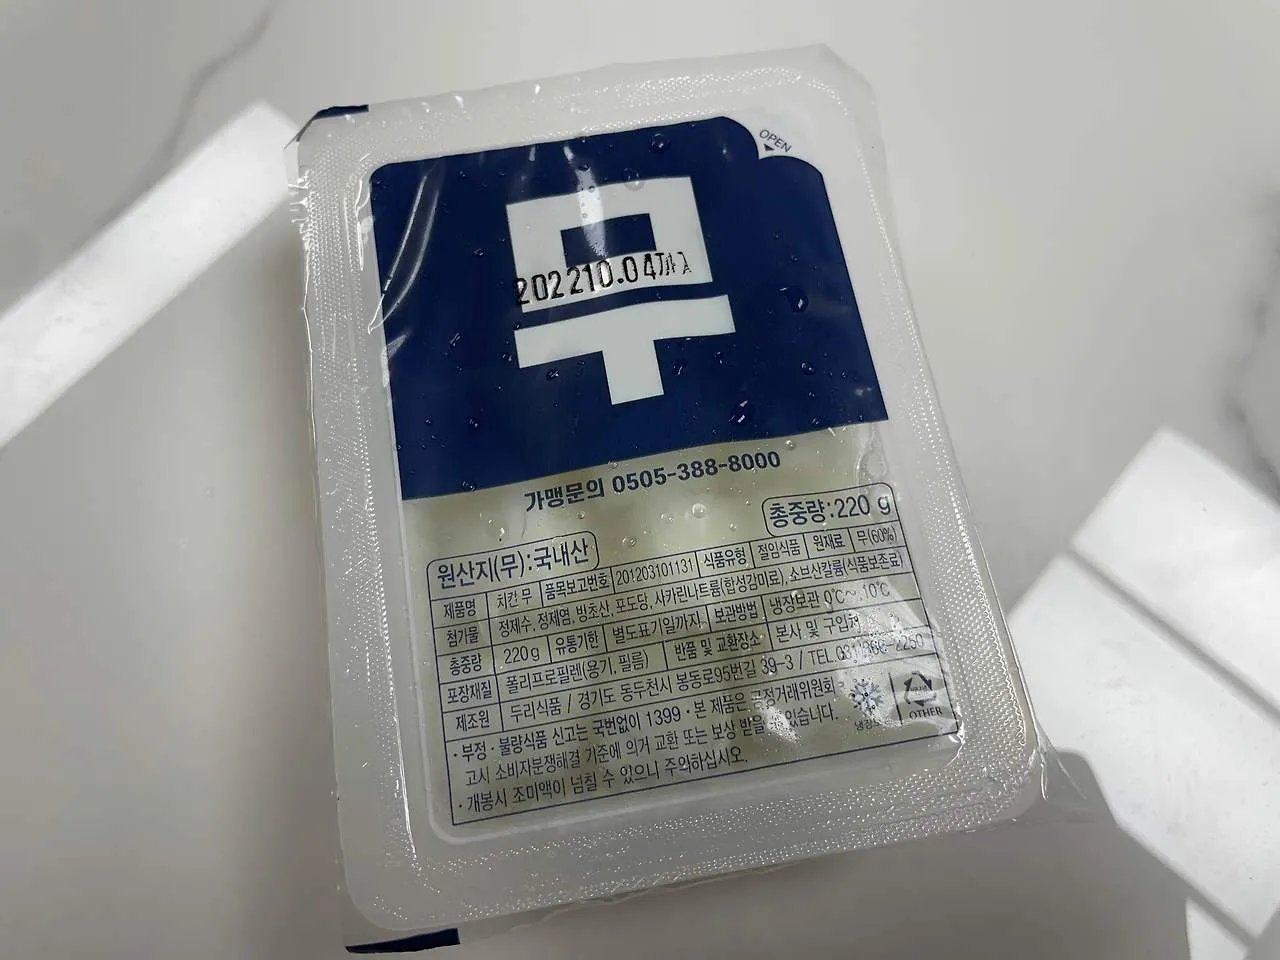 OPEN
무
202210.04까지
가맹문의 0505-388-8000
총중량:220 g
원산지(무):국내산
제품명 치킨무 품목보고번호 201203101131 식품유형 절임식품 원재료 무(60%)
첨가물 정제수, 정제염, 빙초산, 포도당, 사카린나트륨(합성감미료), 소브산칼륨(식품보존료)
총중량 220g 유통기한 별도표기일까지 보관방법 냉장보관 0℃~10℃
포장재질 폴리프로필렌(용기, 필름) 반품 및 교환장소 본사 및 구입처
제조원 두리식품 / 경기도 동두천시 봉동로95번길 39-3 / TEL.031
· 부정 · 불량식품 신고는 국번없이 1399 · 본 제품은 공정거래위원회
고시 소비자분쟁해결 기준에 의거 교환 또는 보상 받을 수 있습니다.
· 개봉시 조미액이 넘칠 수 있으니 주의하십시오.
OTHER